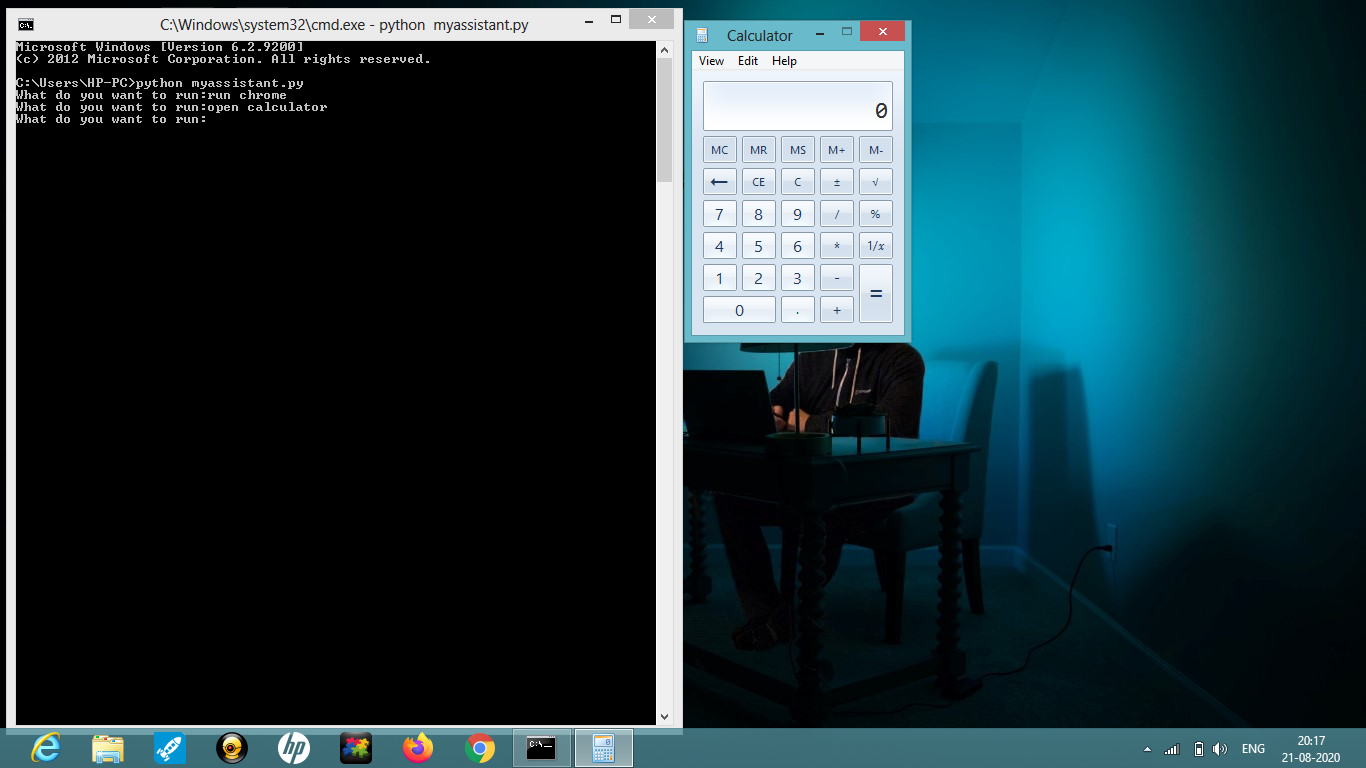 C:\Windows\system32\cmd.exe - python  myassistant.py
Microsoft Windows [Version 6.2.9200]
(c) 2012 Microsoft Corporation. All rights reserved.
C:\Users\HP-PC>python myassistant.py
What do you want to run:run chrome
What do you want to run:open calculator
What do you want to run:
Calculator
View Edit Help
0
MC MR MS M+ M-
← CE C ± √
7 8 9 / %
4 5 6 * 1/x
1 2 3 - =
0 . +
hp
C:\_
ENG
20:17
21-08-2020